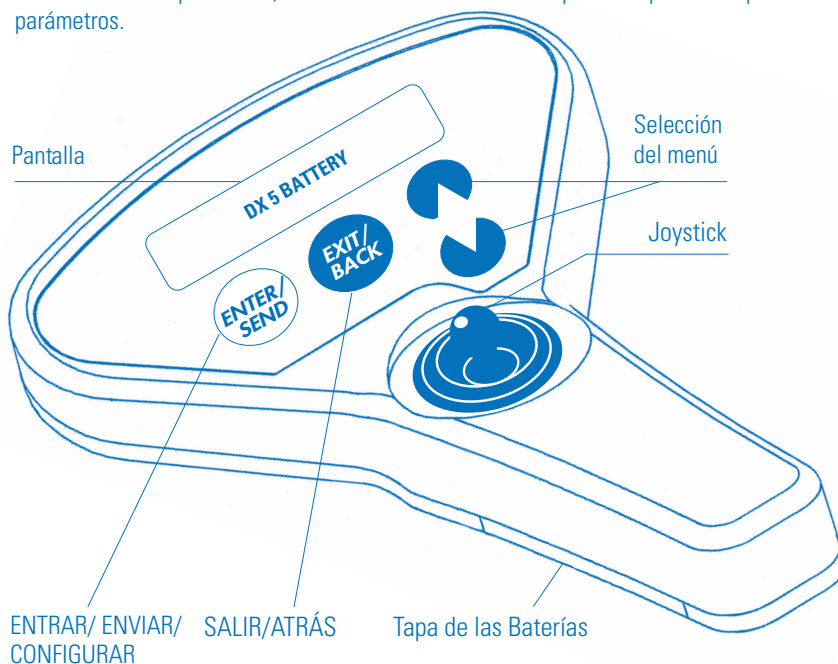 parámetros.
Pantalla
DX 5 BATTERY
Selección
del menú
EXIT/
BACK
Joystick
ENTER/
SEND
ENTRAR/ ENVIAR/
CONFIGURAR
SALIR/ATRÁS
Tapa de las Baterías